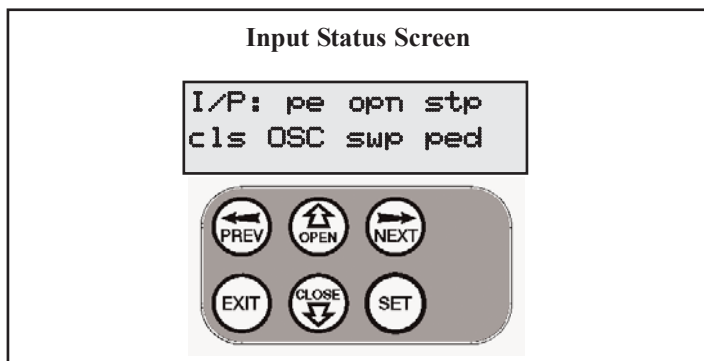 Input Status Screen
I/P: pe opn stp
cls OSC swp ped
PREV OPEN NEXT
EXIT CLOSE SET